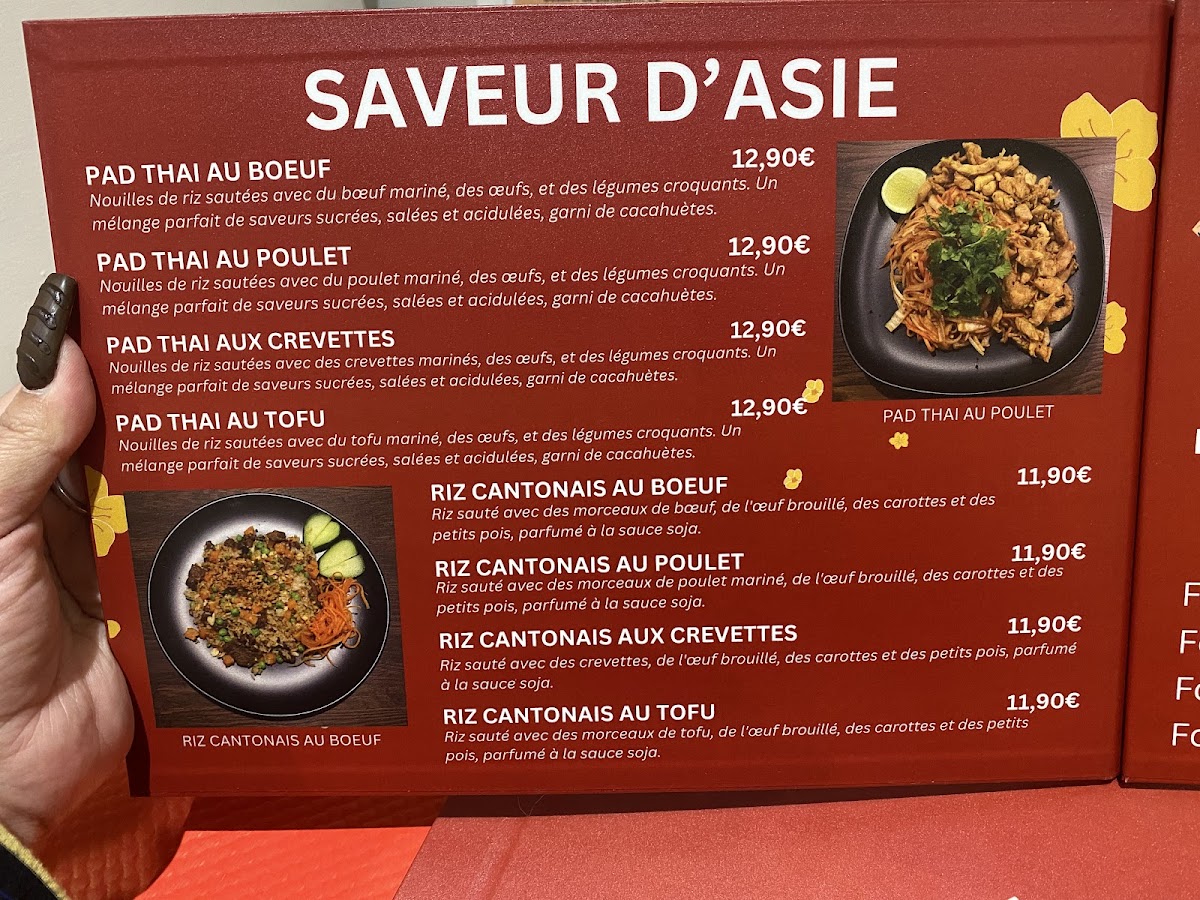 SAVEUR D'ASIE
PAD THAI AU BOEUF 12,90€
Nouilles de riz sautées avec du bœuf mariné, des œufs, et des légumes croquants. Un
mélange parfait de saveurs sucrées, salées et acidulées, garni de cacahuètes.
PAD THAI AU POULET 12,90€
Nouilles de riz sautées avec du poulet mariné, des œufs, et des légumes croquants. Un
mélange parfait de saveurs sucrées, salées et acidulées, garni de cacahuètes.
PAD THAI AUX CREVETTES 12,90€
Nouilles de riz sautées avec des crevettes marinés, des œufs, et des légumes croquants. Un
mélange parfait de saveurs sucrées, salées et acidulées, garni de cacahuètes.
PAD THAI AU TOFU 12,90€
Nouilles de riz sautées avec du tofu mariné, des œufs, et des légumes croquants. Un
mélange parfait de saveurs sucrées, salées et acidulées, garni de cacahuètes.
PAD THAI AU POULET
RIZ CANTONAIS AU BOEUF 11,90€
Riz sauté avec des morceaux de bœuf, de l'œuf brouillé, des carottes et des
petits pois, parfumé à la sauce soja.
RIZ CANTONAIS AU POULET 11,90€
Riz sauté avec des morceaux de poulet mariné, de l'œuf brouillé, des carottes et des
petits pois, parfumé à la sauce soja.
RIZ CANTONAIS AUX CREVETTES 11,90€
Riz sauté avec des crevettes, de l'œuf brouillé, des carottes et des petits pois, parfumé
à la sauce soja.
RIZ CANTONAIS AU TOFU 11,90€
Riz sauté avec des morceaux de tofu, de l'œuf brouillé, des carottes et des petits
pois, parfumé à la sauce soja.
RIZ CANTONAIS AU BOEUF